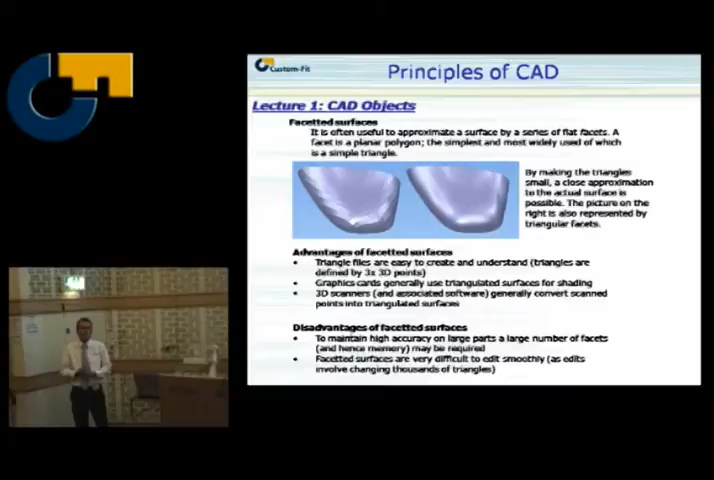 Custom-Fit
Principles of CAD
Lecture 1: CAD Objects
Facetted surfaces
It is often useful to approximate a surface by a series of flat facets. A
facet is a planar polygon; the simplest and most widely used of which
is a simple triangle.
By making the triangles
small, a close approximation
to the actual surface is
possible. The picture on the
right is also represented by
triangular facets.
Advantages of facetted surfaces
• Triangle files are easy to create and understand (triangles are
defined by 3x 3D points)
• Graphics cards generally use triangulated surfaces for shading
• 3D scanners (and associated software) generally convert scanned
points into triangulated surfaces
Disadvantages of facetted surfaces
• To maintain high accuracy on large parts a large number of facets
(and hence memory) may be required
• Facetted surfaces are very difficult to edit smoothly (as edits
involve changing thousands of triangles)